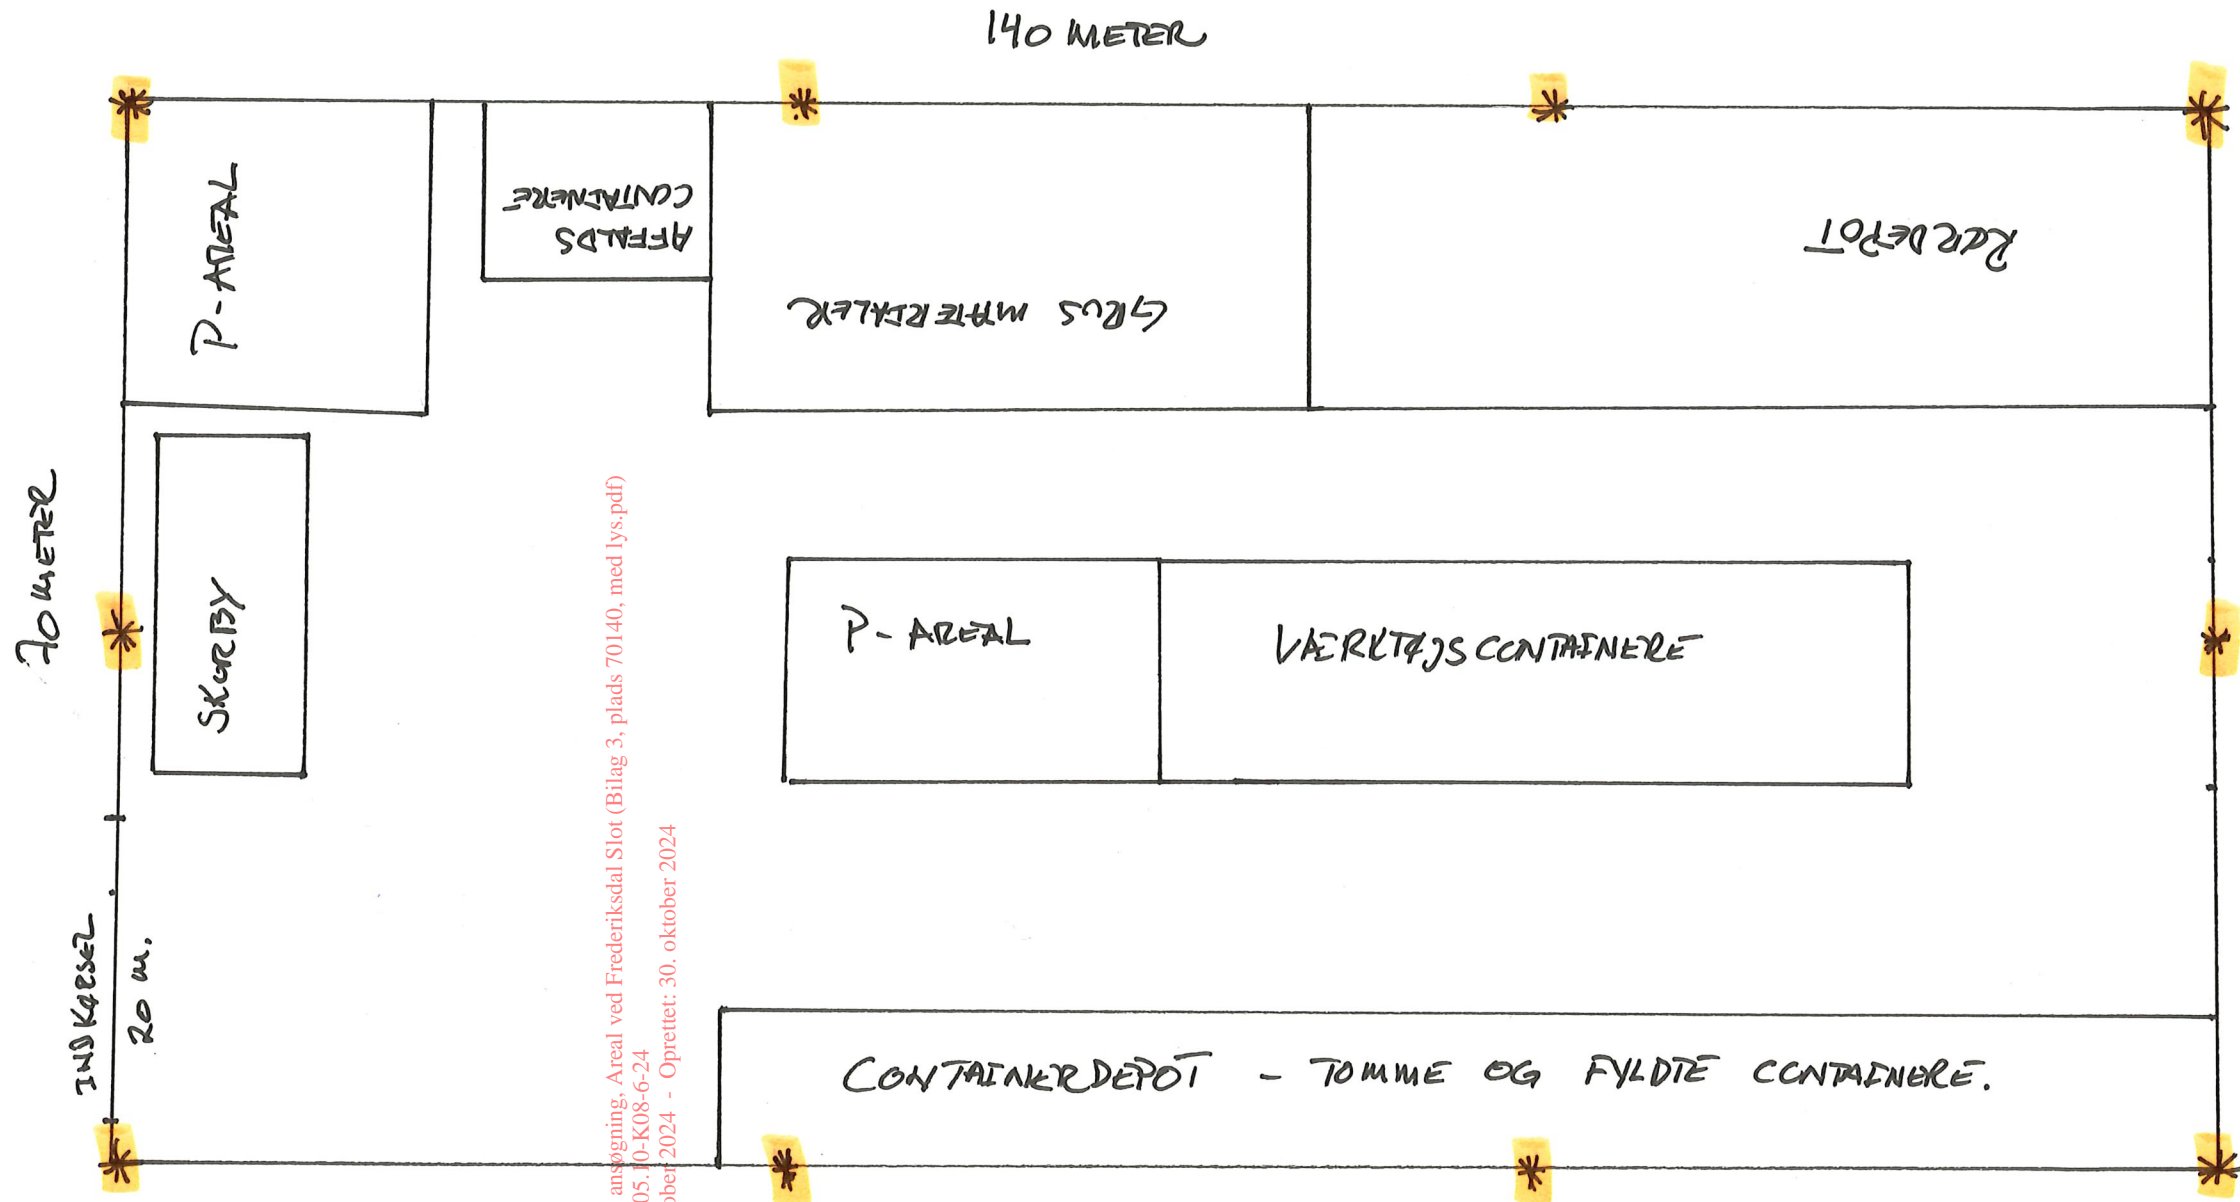 140 METER
P-AREAL
AFFALDS
CONTAINERE
GRUS MATERIALER
RØRDEPOT
70 METER
SKURBY
P-AREAL
VÆRKTØJSCONTAINERE
INDKØRSEL
20 M.
CONTAINERDEPOT - TOMME OG FYLDTE CONTAINERE.
ansøgning, Areal ved Frederiksdal Slot (Bilag 3, plads 70140, med lys.pdf)
05.10-K08-6-24
ober 2024 - Oprettet: 30. oktober 2024